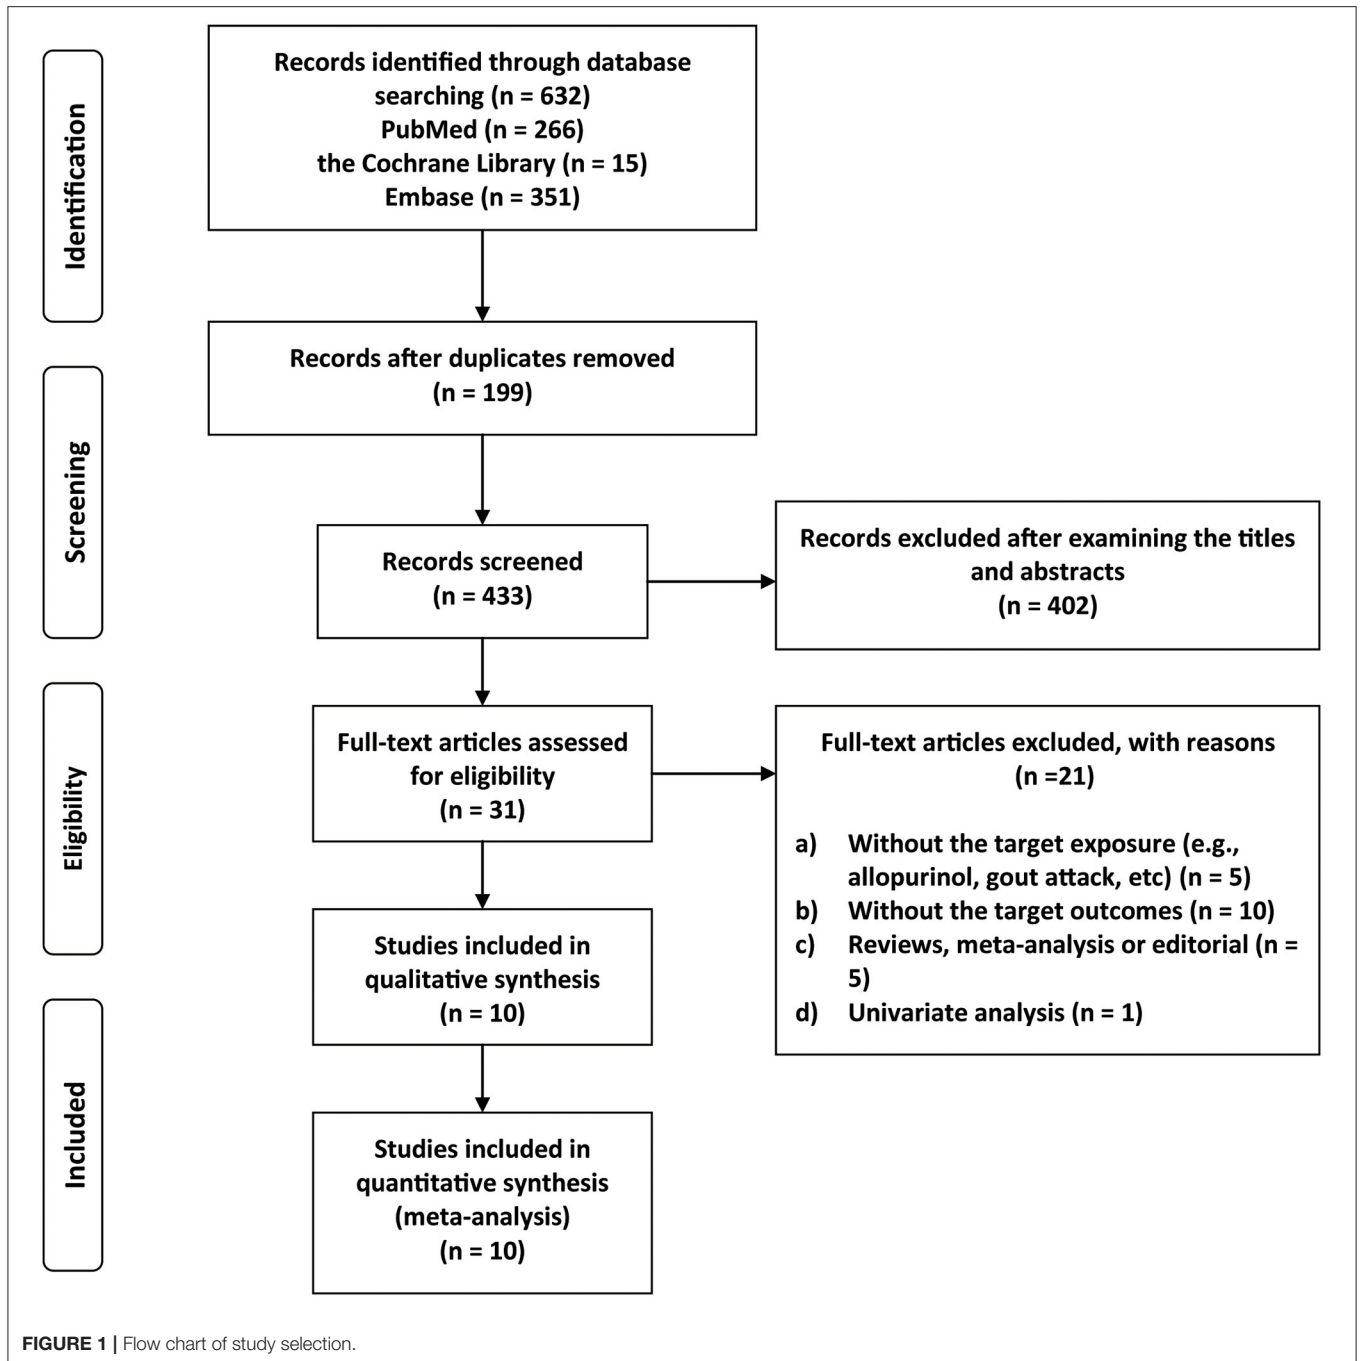 Identification
Records identified through database
searching (n = 632)
PubMed (n = 266)
the Cochrane Library (n = 15)
Embase (n = 351)
Screening
Records after duplicates removed
(n = 199)
Records screened
(n = 433)
Records excluded after examining the titles
and abstracts
(n = 402)
Eligibility
Full-text articles assessed
for eligibility
(n = 31)
Full-text articles excluded, with reasons
(n =21)
a) Without the target exposure (e.g.,
allopurinol, gout attack, etc) (n = 5)
b) Without the target outcomes (n = 10)
c) Reviews, meta-analysis or editorial (n =
5)
d) Univariate analysis (n = 1)
Studies included in
qualitative synthesis
(n = 10)
Included
Studies included in
quantitative synthesis
(meta-analysis)
(n = 10)
FIGURE 1 | Flow chart of study selection.